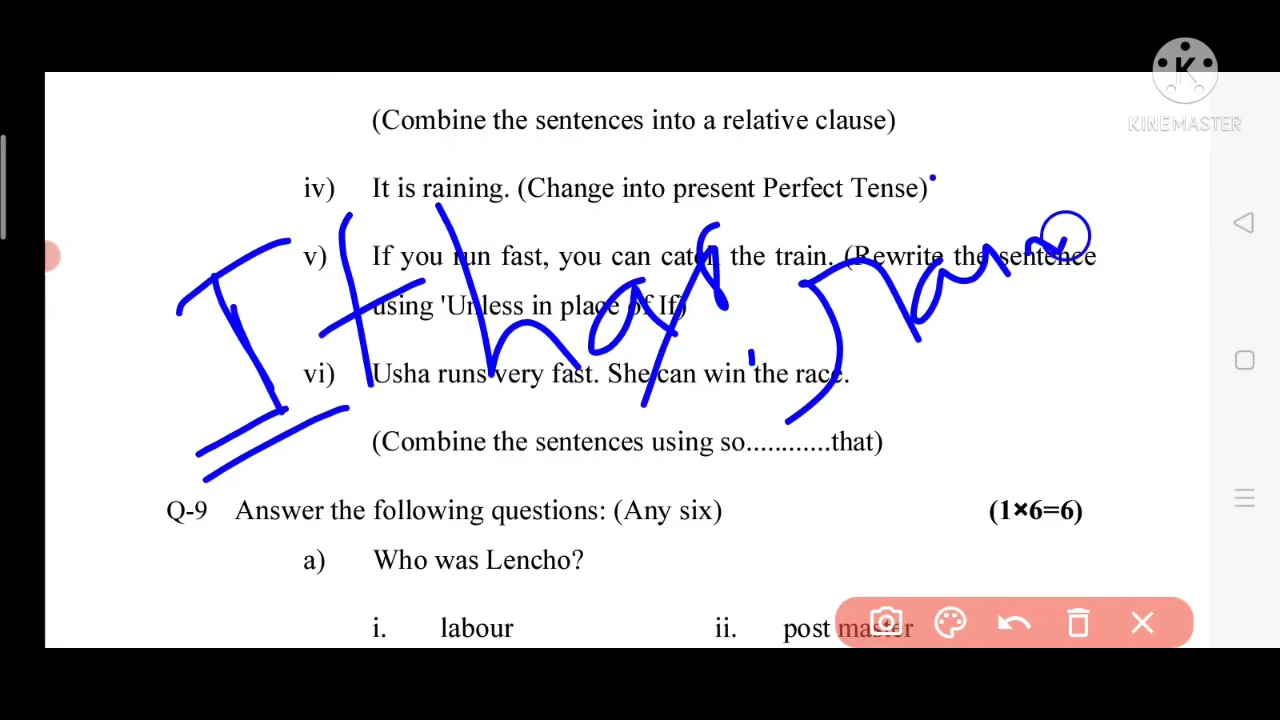 KINEMASTER
(Combine the sentences into a relative clause)
iv) It is raining. (Change into present Perfect Tense)
v) If you run fast, you can catch the train. (Rewrite the sentence
using 'Unless in place of If)
It has
vi) Usha runs very fast. She can win the race.
(Combine the sentences using so............that)
Q-9 Answer the following questions: (Any six) (1×6=6)
a) Who was Lencho?
i. labour ii. post master